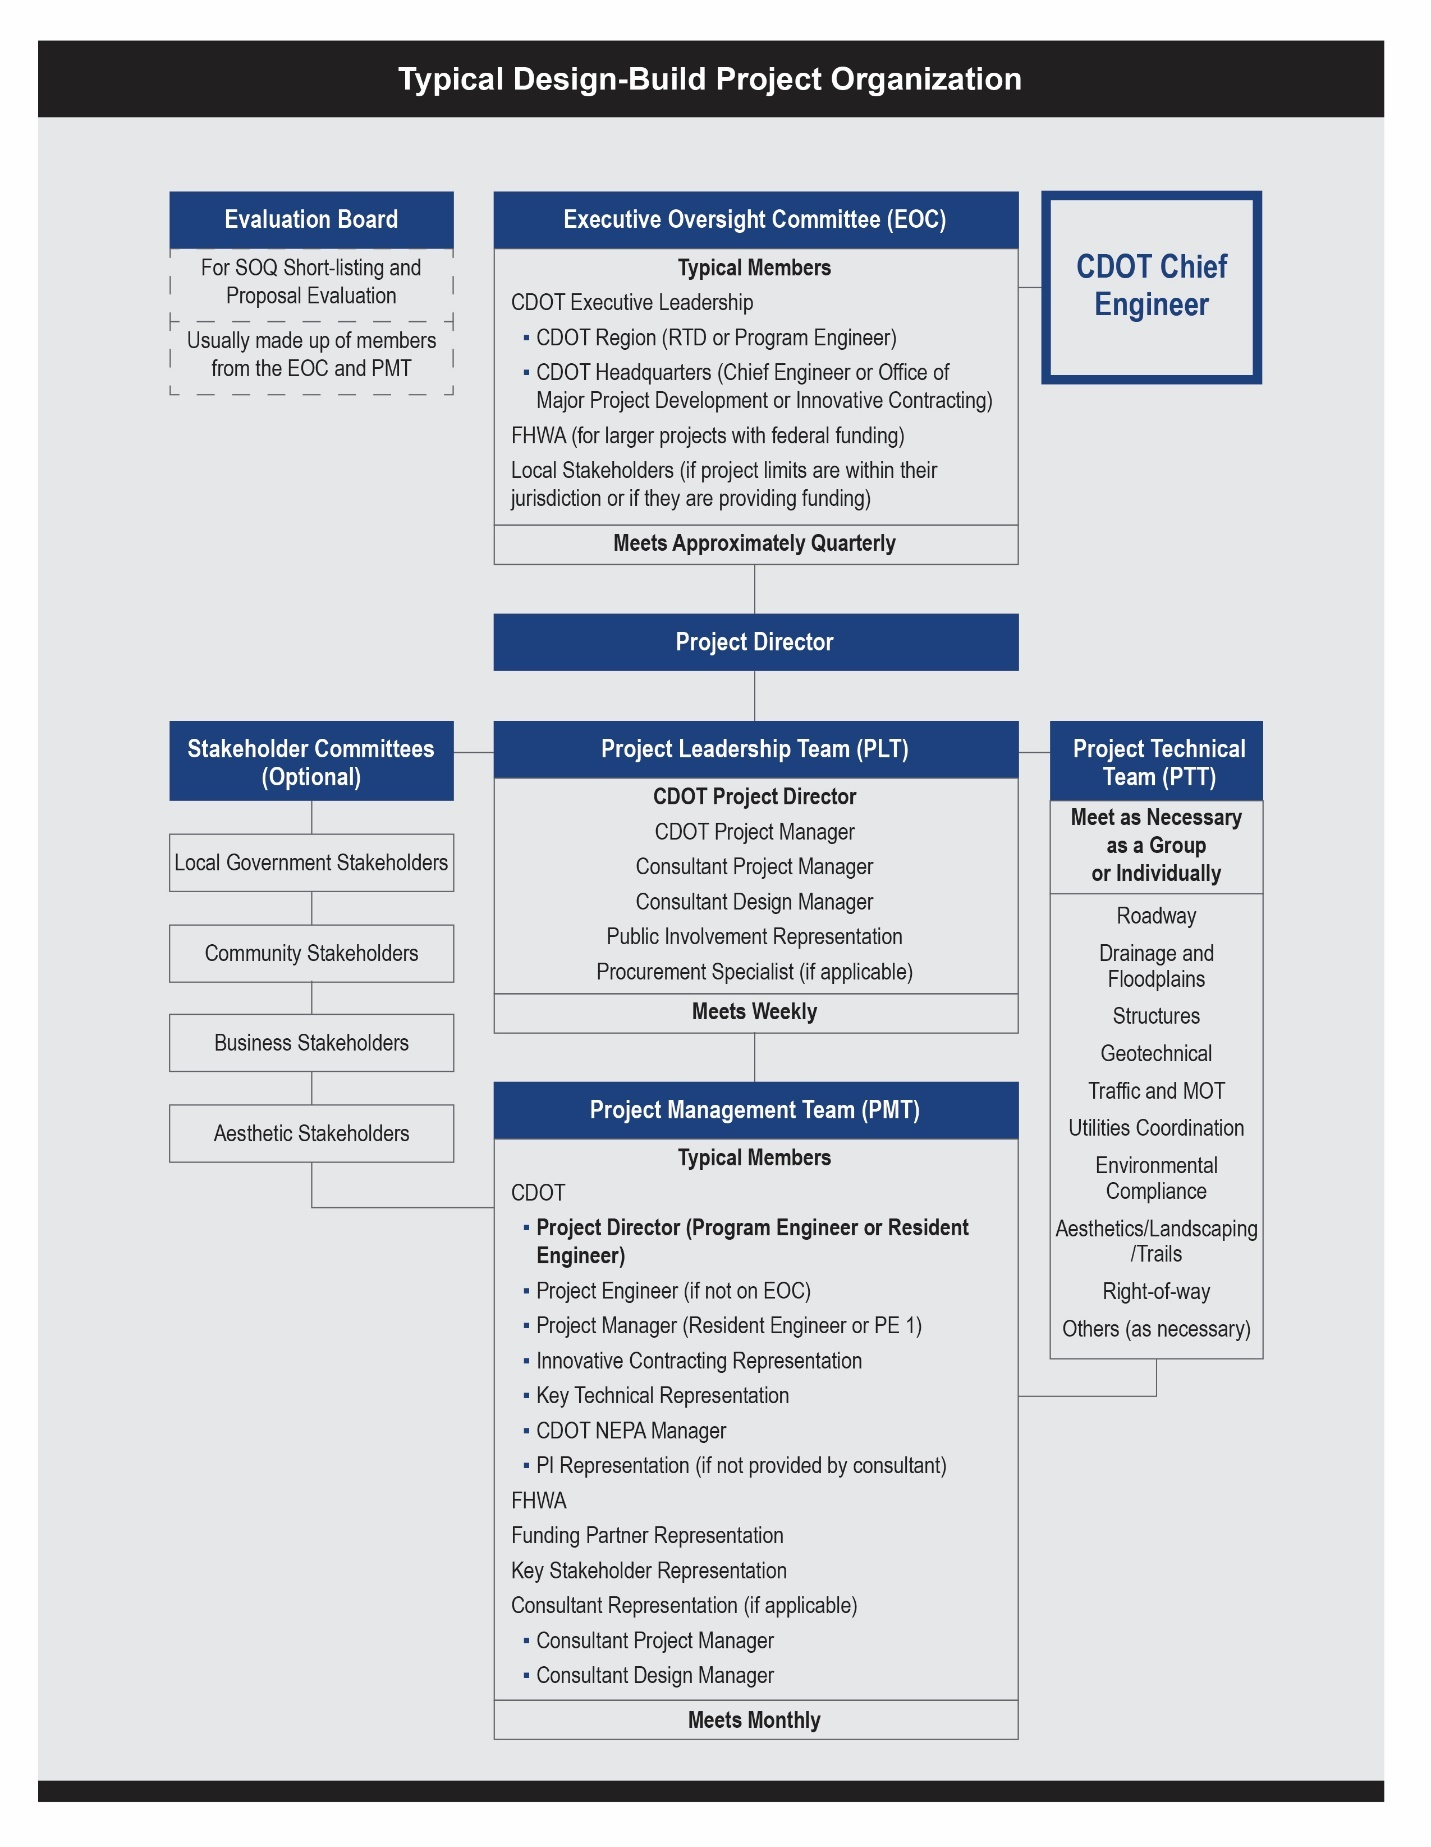 Typical Design-Build Project Organization
Evaluation Board
For SOQ Short-listing and
Proposal Evaluation
Usually made up of members
from the EOC and PMT
Executive Oversight Committee (EOC)
Typical Members
CDOT Executive Leadership
▪ CDOT Region (RTD or Program Engineer)
▪ CDOT Headquarters (Chief Engineer or Office of
Major Project Development or Innovative Contracting)
FHWA (for larger projects with federal funding)
Local Stakeholders (if project limits are within their
jurisdiction or if they are providing funding)
Meets Approximately Quarterly
CDOT Chief
Engineer
Project Director
Stakeholder Committees
(Optional)
Local Government Stakeholders
Community Stakeholders
Business Stakeholders
Aesthetic Stakeholders
Project Leadership Team (PLT)
CDOT Project Director
CDOT Project Manager
Consultant Project Manager
Consultant Design Manager
Public Involvement Representation
Procurement Specialist (if applicable)
Meets Weekly
Project Technical
Team (PTT)
Meet as Necessary
as a Group
or Individually
Roadway
Drainage and
Floodplains
Structures
Geotechnical
Traffic and MOT
Utilities Coordination
Environmental
Compliance
Aesthetics/Landscaping
/Trails
Right-of-way
Others (as necessary)
Project Management Team (PMT)
Typical Members
CDOT
▪ Project Director (Program Engineer or Resident
Engineer)
▪ Project Engineer (if not on EOC)
▪ Project Manager (Resident Engineer or PE 1)
▪ Innovative Contracting Representation
▪ Key Technical Representation
▪ CDOT NEPA Manager
▪ PI Representation (if not provided by consultant)
FHWA
Funding Partner Representation
Key Stakeholder Representation
Consultant Representation (if applicable)
▪ Consultant Project Manager
▪ Consultant Design Manager
Meets Monthly